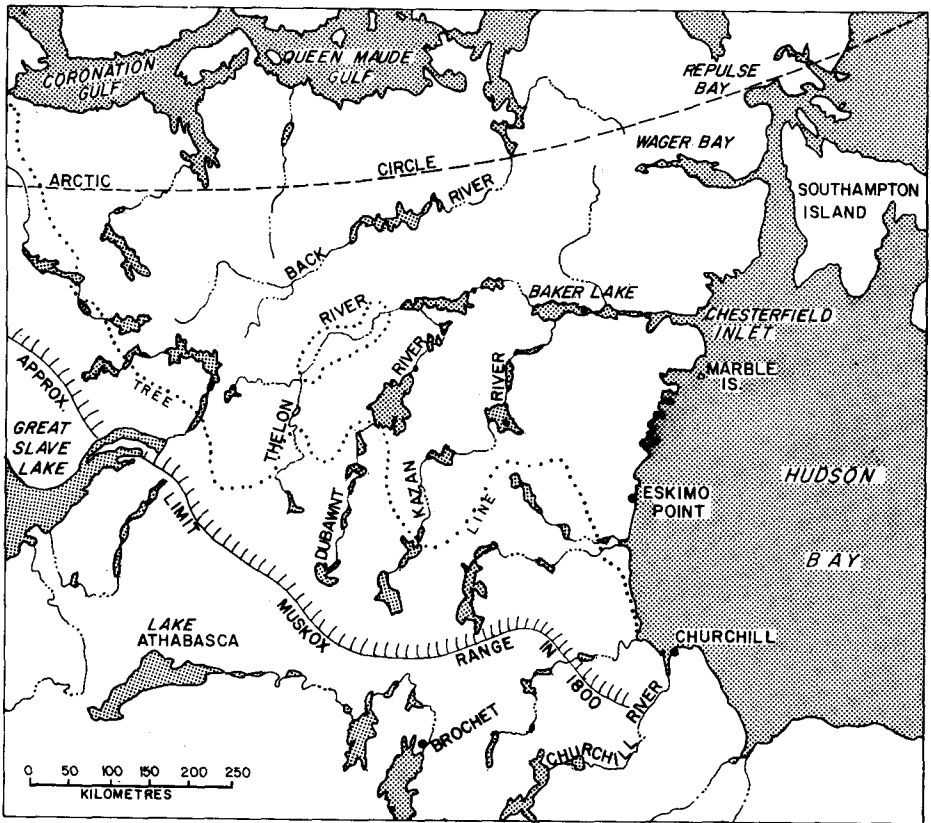 CORONATION
GULF
QUEEN MAUDE
GULF
REPULSE
BAY
WAGER BAY
ARCTIC CIRCLE
SOUTHAMPTON
ISLAND
BACK RIVER
BAKER LAKE
CHESTERFIELD
INLET
MARBLE
IS.
THELON RIVER
DUBAWNT RIVER
KAZAN RIVER
TREE LINE
GREAT
SLAVE
LAKE
APPROX. LIMIT MUSKOX RANGE IN 1800
ESKIMO
POINT
HUDSON
BAY
LAKE
ATHABASCA
CHURCHILL
BROCHET
CHURCHILL RIVER
0 50 100 150 200 250
KILOMETRES